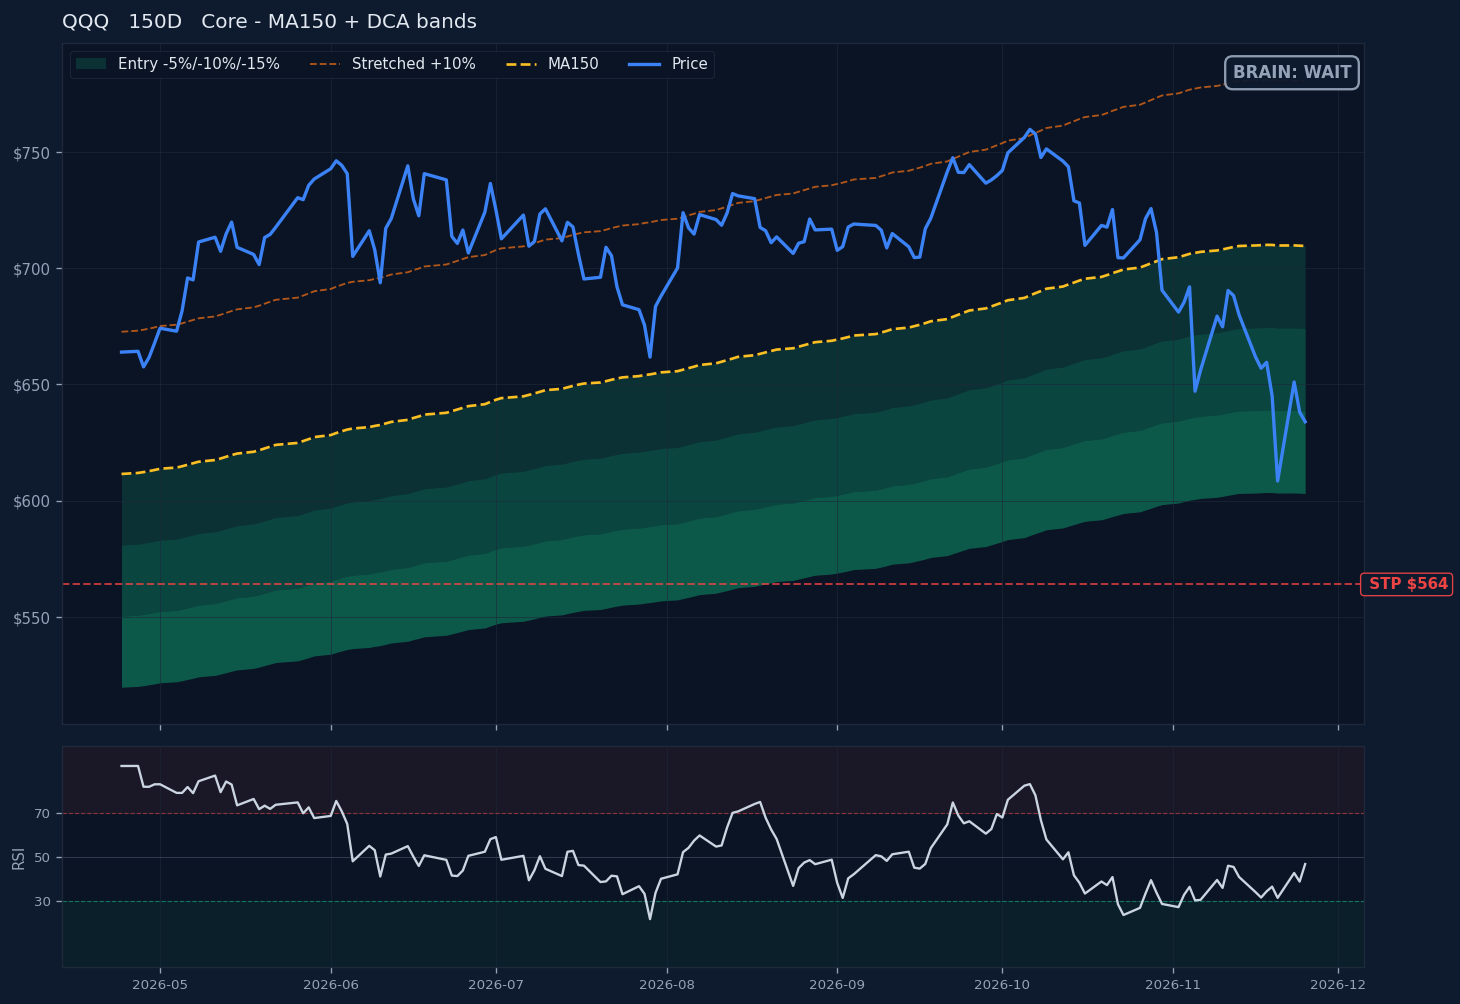 QQQ   150D   Core - MA150 + DCA bands
Entry -5%/-10%/-15%   Stretched +10%   MA150   Price
BRAIN: WAIT
$750
$700
$650
$600
STP $564
$550
70
50
30
RSI
2026-05   2026-06   2026-07   2026-08   2026-09   2026-10   2026-11   2026-12